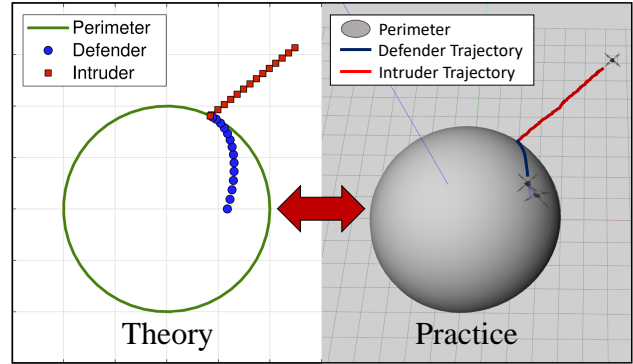 Perimeter
Defender
Intruder
Perimeter
Defender Trajectory
Intruder Trajectory
Theory
Practice